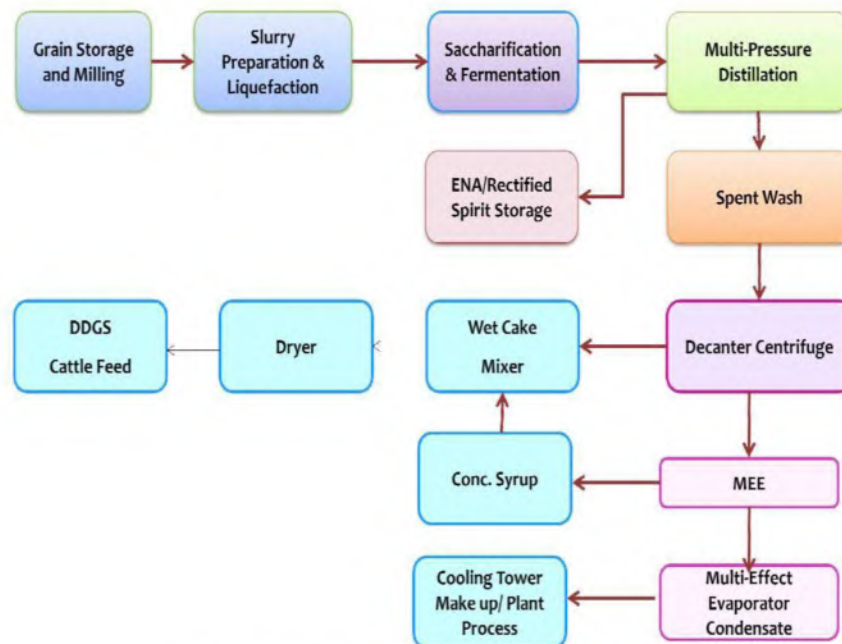 Grain Storage
and Milling
Slurry
Preparation &
Liquefaction
Saccharification
& Fermentation
Multi-Pressure
Distillation
ENA/Rectified
Spirit Storage
Spent Wash
DDGS
Cattle Feed
Dryer
Wet Cake
Mixer
Decanter Centrifuge
Conc. Syrup
MEE
Cooling Tower
Make up/ Plant
Process
Multi-Effect
Evaporator
Condensate